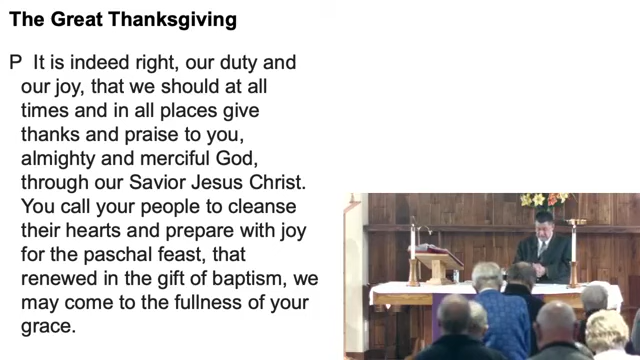 The Great Thanksgiving
P It is indeed right, our duty and
our joy, that we should at all
times and in all places give
thanks and praise to you,
almighty and merciful God,
through our Savior Jesus Christ.
You call your people to cleanse
their hearts and prepare with joy
for the paschal feast, that
renewed in the gift of baptism, we
may come to the fullness of your
grace.